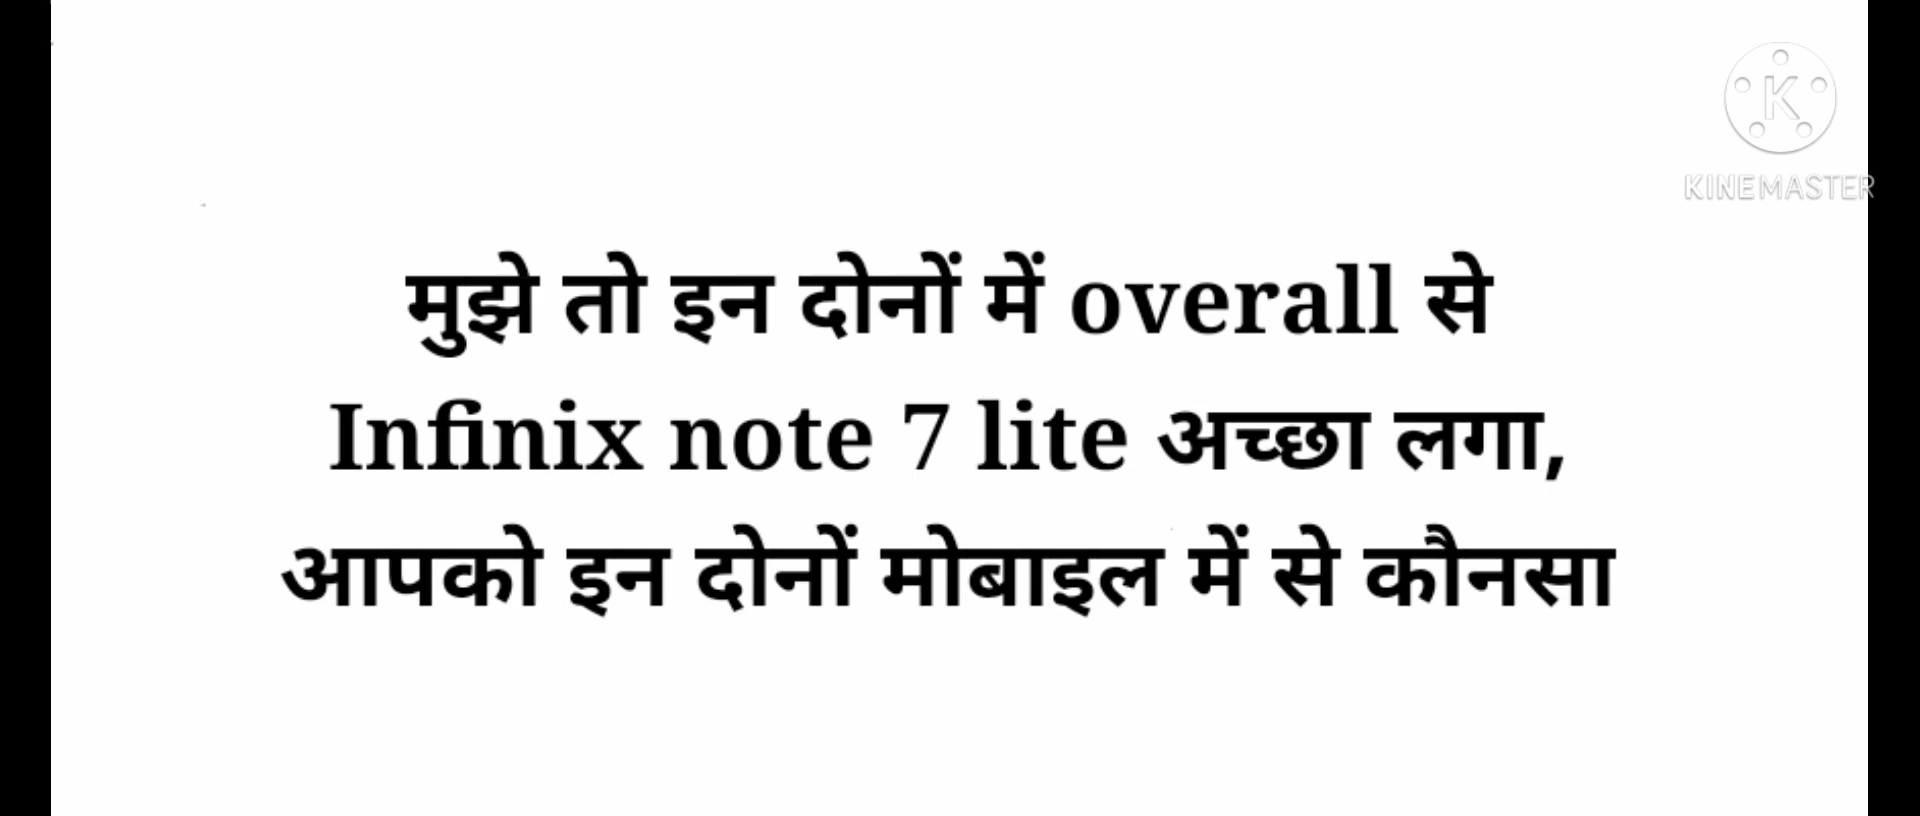 KINEMASTER
मुझे तो इन दोनों में overall से
Infinix note 7 lite अच्छा लगा,
आपको इन दोनों मोबाइल में से कौनसा